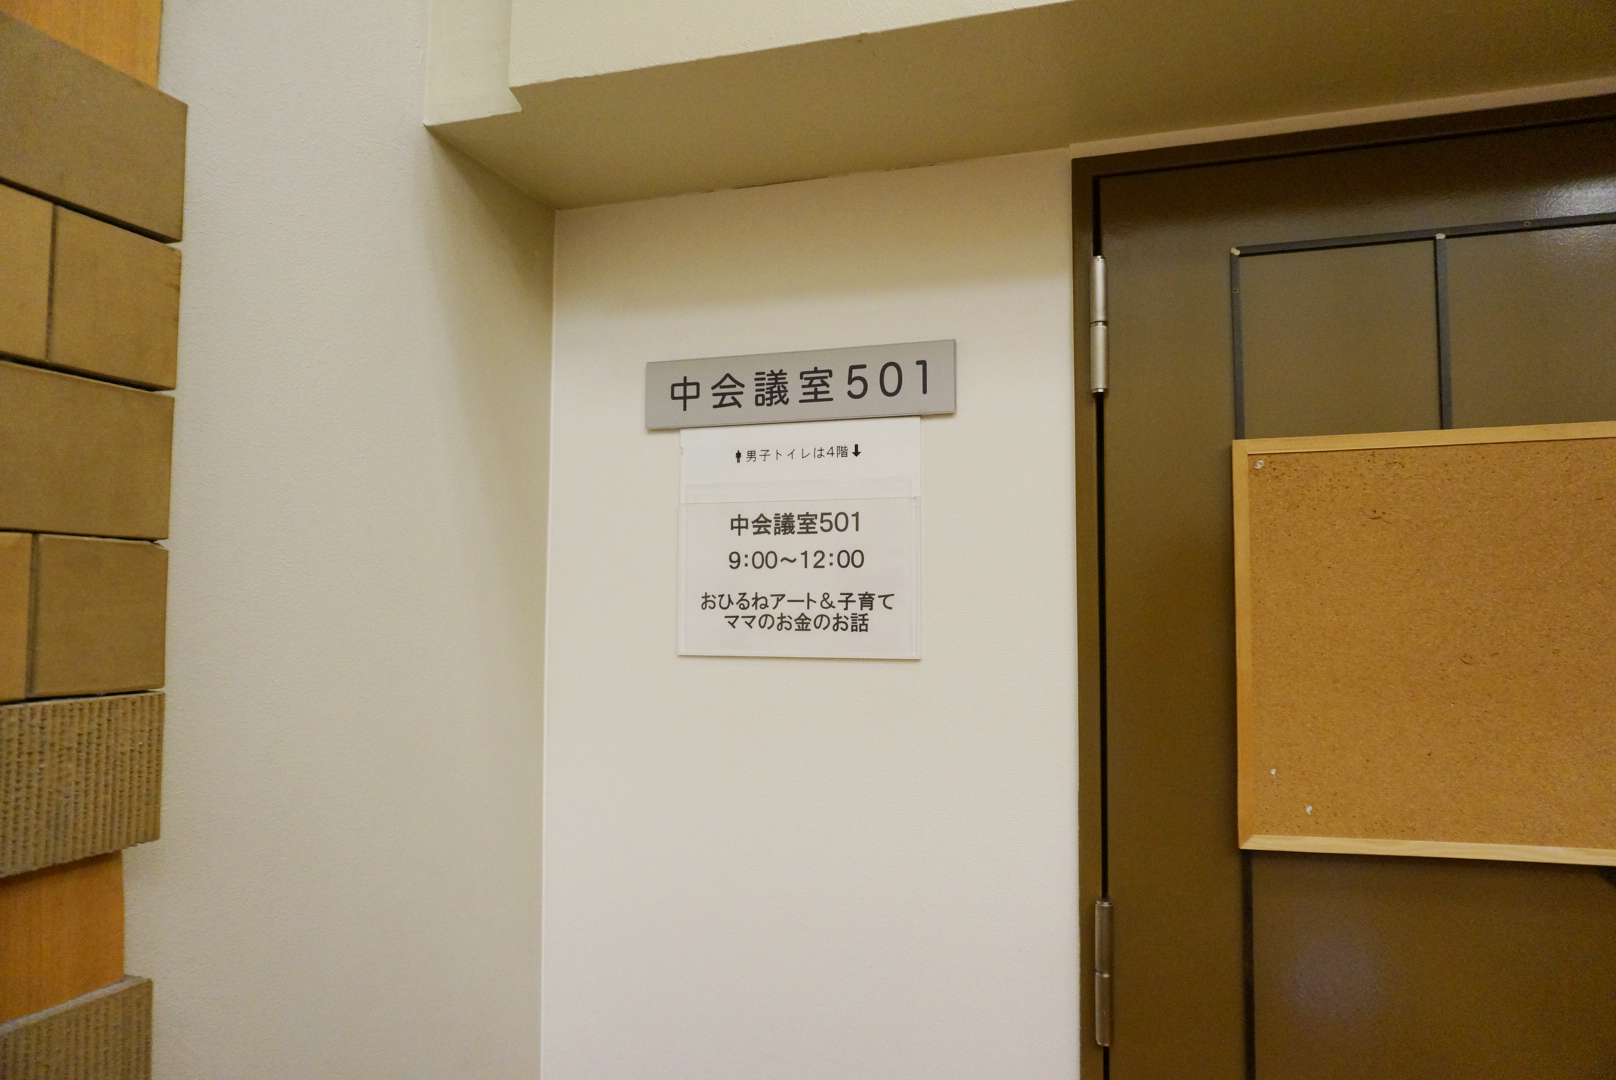 中会議室501
男子トイレは4階⬇
中会議室501
9:00〜12:00
おひるねアート&子育て
ママのお金のお話